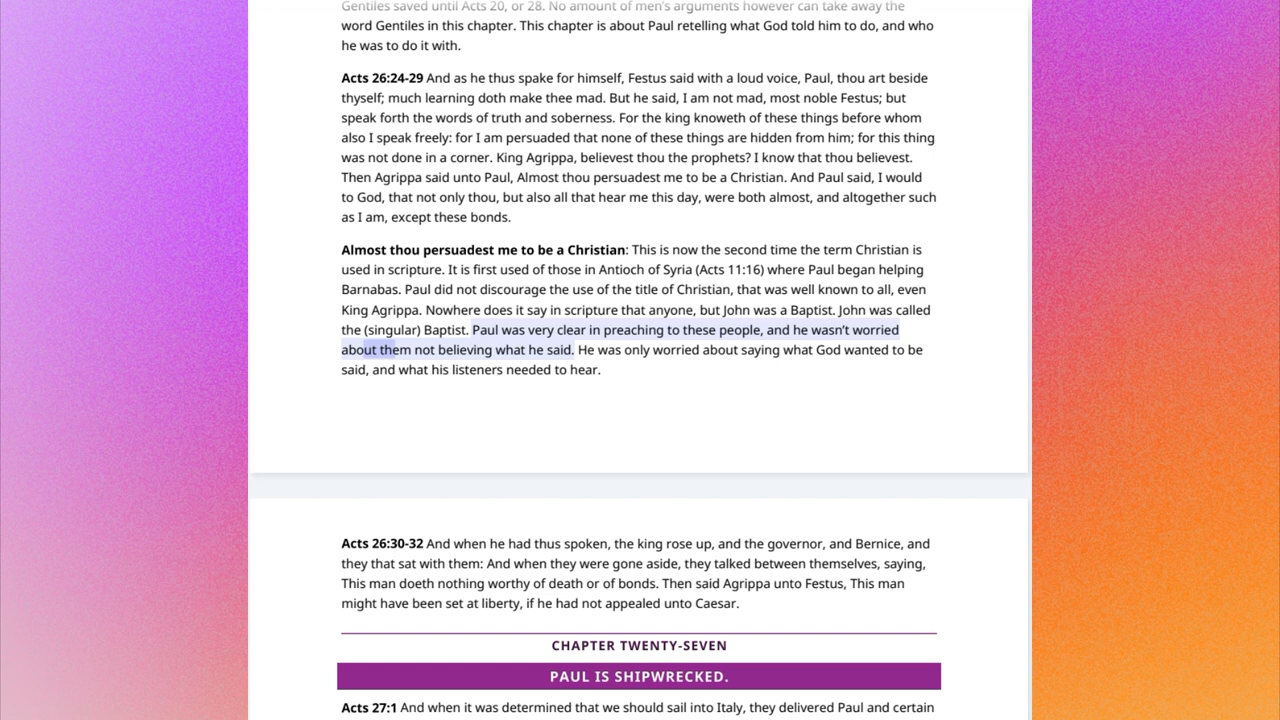 Gentiles saved until Acts 20, or 28. No amount of men's arguments however can take away the
word Gentiles in this chapter. This chapter is about Paul retelling what God told him to do, and who
he was to do it with.
Acts 26:24-29 And as he thus spake for himself, Festus said with a loud voice, Paul, thou art beside
thyself; much learning doth make thee mad. But he said, I am not mad, most noble Festus; but
speak forth the words of truth and soberness. For the king knoweth of these things before whom
also I speak freely: for I am persuaded that none of these things are hidden from him; for this thing
was not done in a corner. King Agrippa, believest thou the prophets? I know that thou believest.
Then Agrippa said unto Paul, Almost thou persuadest me to be a Christian. And Paul said, I would
to God, that not only thou, but also all that hear me this day, were both almost, and altogether such
as I am, except these bonds.
Almost thou persuadest me to be a Christian: This is now the second time the term Christian is
used in scripture. It is first used of those in Antioch of Syria (Acts 11:16) where Paul began helping
Barnabas. Paul did not discourage the use of the title of Christian, that was well known to all, even
King Agrippa. Nowhere does it say in scripture that anyone, but John was a Baptist. John was called
the (singular) Baptist. Paul was very clear in preaching to these people, and he wasn't worried
about them not believing what he said. He was only worried about saying what God wanted to be
said, and what his listeners needed to hear.
Acts 26:30-32 And when he had thus spoken, the king rose up, and the governor, and Bernice, and
they that sat with them: And when they were gone aside, they talked between themselves, saying,
This man doeth nothing worthy of death or of bonds. Then said Agrippa unto Festus, This man
might have been set at liberty, if he had not appealed unto Caesar.
CHAPTER TWENTY-SEVEN
PAUL IS SHIPWRECKED.
Acts 27:1 And when it was determined that we should sail into Italy, they delivered Paul and certain